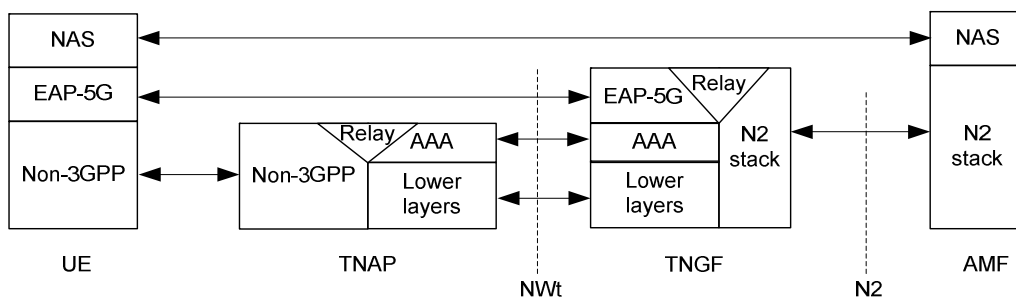 NAS
NAS
EAP-5G
EAP-5G
Relay
Non-3GPP
Non-3GPP
Relay
AAA
AAA
N2
stack
N2
stack
Lower
layers
Lower
layers
UE
TNAP
TNGF
AMF
NWt
N2